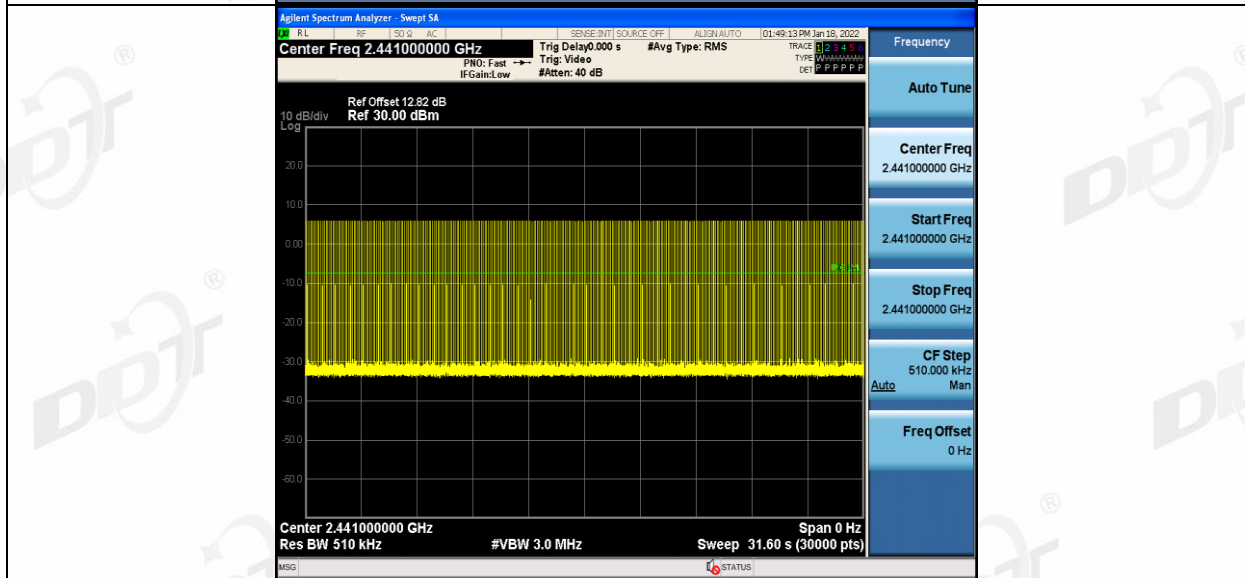 Agilent Spectrum Analyzer - Swept SA
RL RF 50 Ω AC SENSE:INT SOURCE OFF ALIGN AUTO 01:49:13 PM Jan 18, 2022
Center Freq 2.441000000 GHz Trig Delay0.000 s #Avg Type: RMS TRACE 1 2 3 4 5 6
PNO: Fast Trig: Video TYPE W
IFGain:Low #Atten: 40 dB DET P P P P P P
Frequency
Auto Tune
Center Freq
2.441000000 GHz
Start Freq
2.441000000 GHz
Stop Freq
2.441000000 GHz
CF Step
510.000 kHz
Auto Man
Freq Offset
0 Hz
Ref Offset 12.82 dB
10 dB/div Ref 30.00 dBm
Log
20.0
10.0
0.00
-10.0
-20.0
-30.0
-40.0
-50.0
-60.0
Center 2.441000000 GHz Span 0 Hz
Res BW 510 kHz #VBW 3.0 MHz Sweep 31.60 s (30000 pts)
MSG STATUS
DDT ®
DDT ®
DDT
®